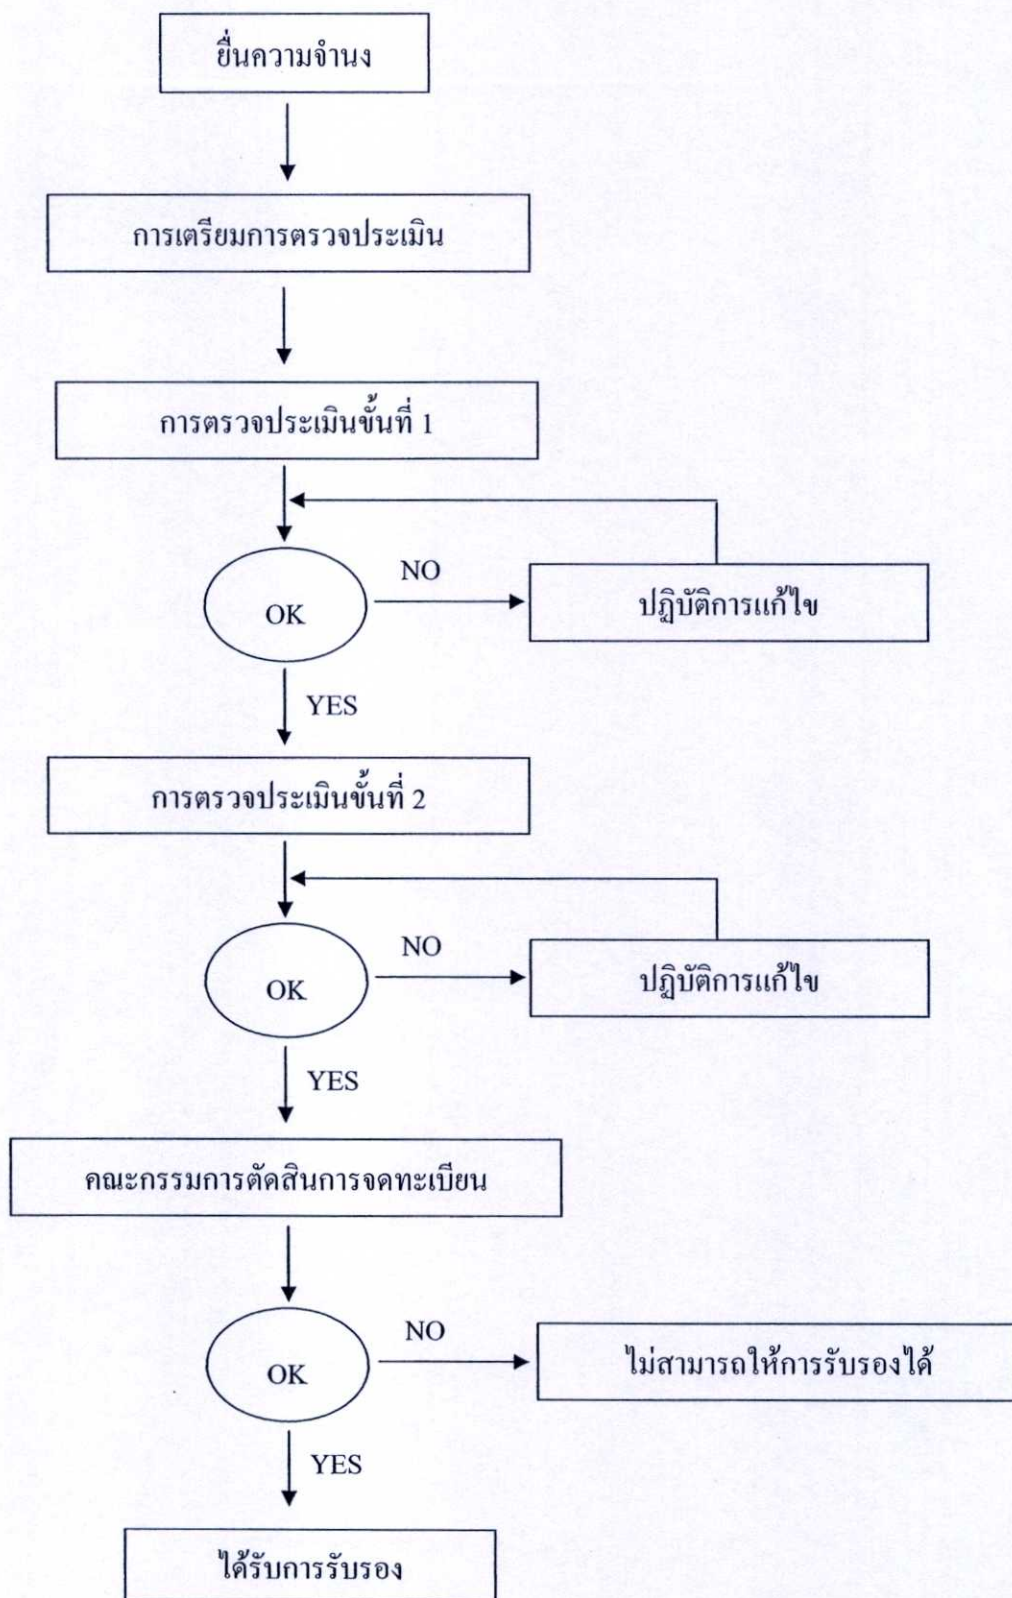 ยื่นความจำนง
การเตรียมการตรวจประเมิน
การตรวจประเมินขั้นที่ 1
OK
NO
ปฏิบัติการแก้ไข
YES
การตรวจประเมินขั้นที่ 2
OK
NO
ปฏิบัติการแก้ไข
YES
คณะกรรมการตัดสินการจดทะเบียน
OK
NO
ไม่สามารถให้การรับรองได้
YES
ได้รับการรับรอง